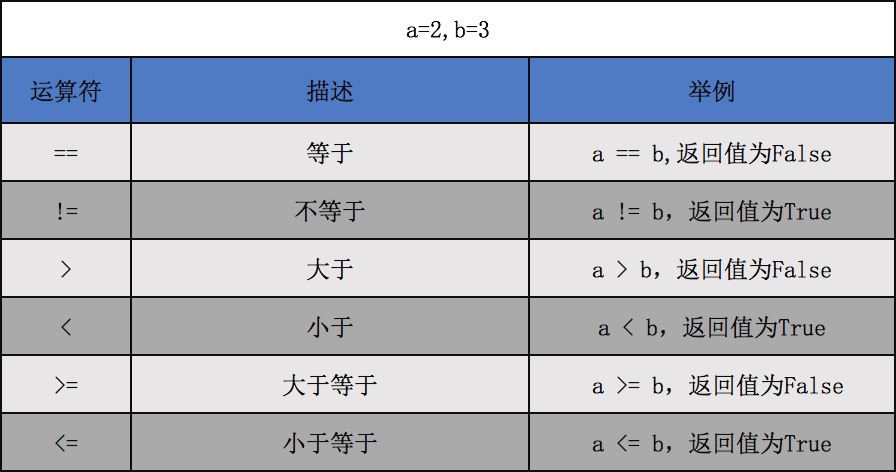 a=2,b=3
运算符 描述 举例
== 等于 a == b,返回值为False
!= 不等于 a != b，返回值为True
> 大于 a > b，返回值为False
< 小于 a < b，返回值为True
>= 大于等于 a >= b，返回值为False
<= 小于等于 a <= b，返回值为True